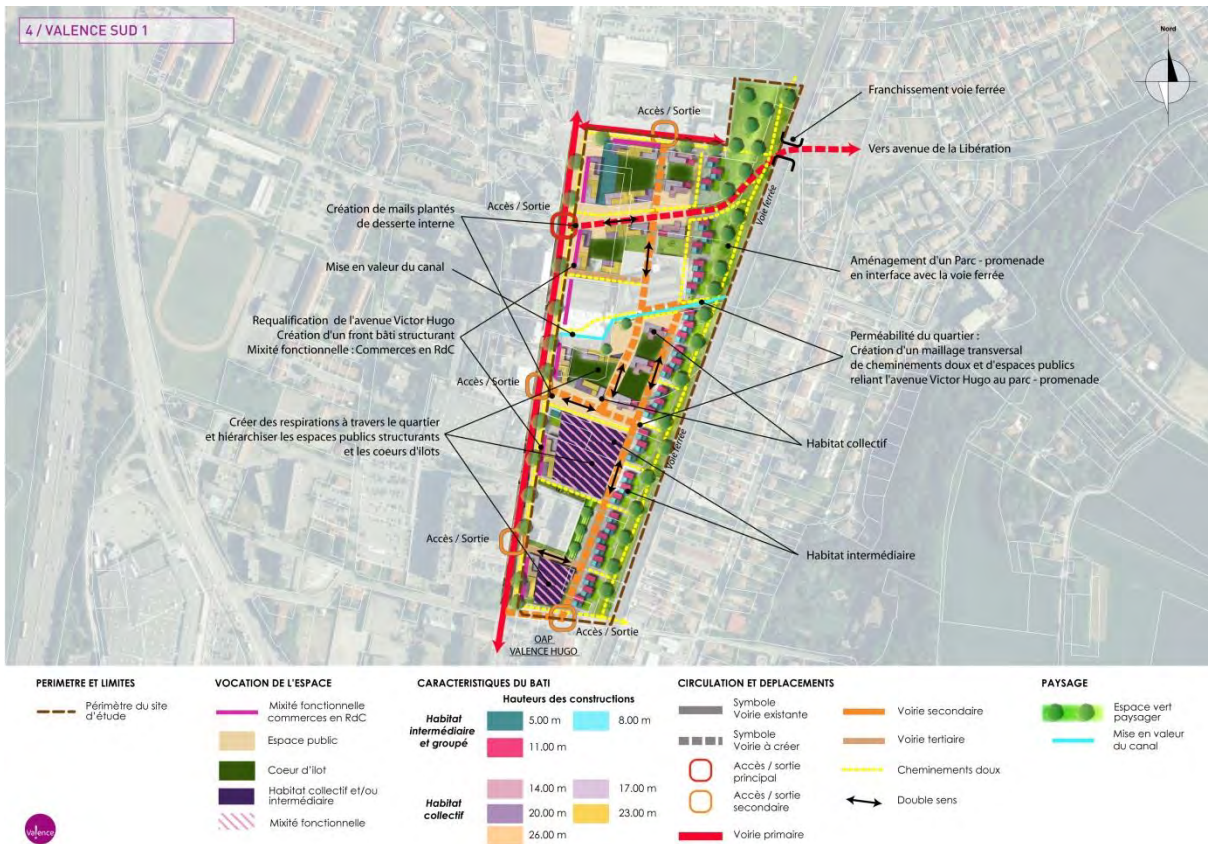 4 / VALENCE SUD 1
Nord
Franchissement voie ferrée
Accès / Sortie
Vers avenue de la Libération
Voie ferrée
Accès / Sortie
Création de mails plantés
de desserte interne
Mise en valeur du canal
Aménagement d'un Parc - promenade
en interface avec la voie ferrée
Requalification de l'avenue Victor Hugo
Création d'un front bâti structurant
Mixité fonctionnelle : Commerces en RdC
Perméabilité du quartier :
Création d'un maillage transversal
de cheminements doux et d'espaces publics
reliant l'avenue Victor Hugo au parc - promenade
Accès / Sortie
Créer des respirations à travers le quartier
et hiérarchiser les espaces publics structurants
et les coeurs d'ilots
Habitat collectif
Voie ferrée
Accès / Sortie
Habitat intermédiaire
Accès / Sortie
OAP
VALENCE HUGO
PERIMETRE ET LIMITES
Périmètre du site
d'étude
VOCATION DE L'ESPACE
Mixité fonctionnelle
commerces en RdC
Espace public
Coeur d'ilot
Habitat collectif et/ou
intermédiaire
Mixité fonctionnelle
CARACTERISTIQUES DU BATI
Hauteurs des constructions
Habitat
intermédiaire
et groupé
5.00 m
8.00 m
11.00 m
Habitat
collectif
14.00 m
17.00 m
20.00 m
23.00 m
26.00 m
CIRCULATION ET DEPLACEMENTS
Symbole
Voirie existante
Symbole
Voirie à créer
Accès / sortie
principal
Accès / sortie
secondaire
Voirie primaire
Voirie secondaire
Voirie tertiaire
Cheminements doux
Double sens
PAYSAGE
Espace vert
paysager
Mise en valeur
du canal
Valence